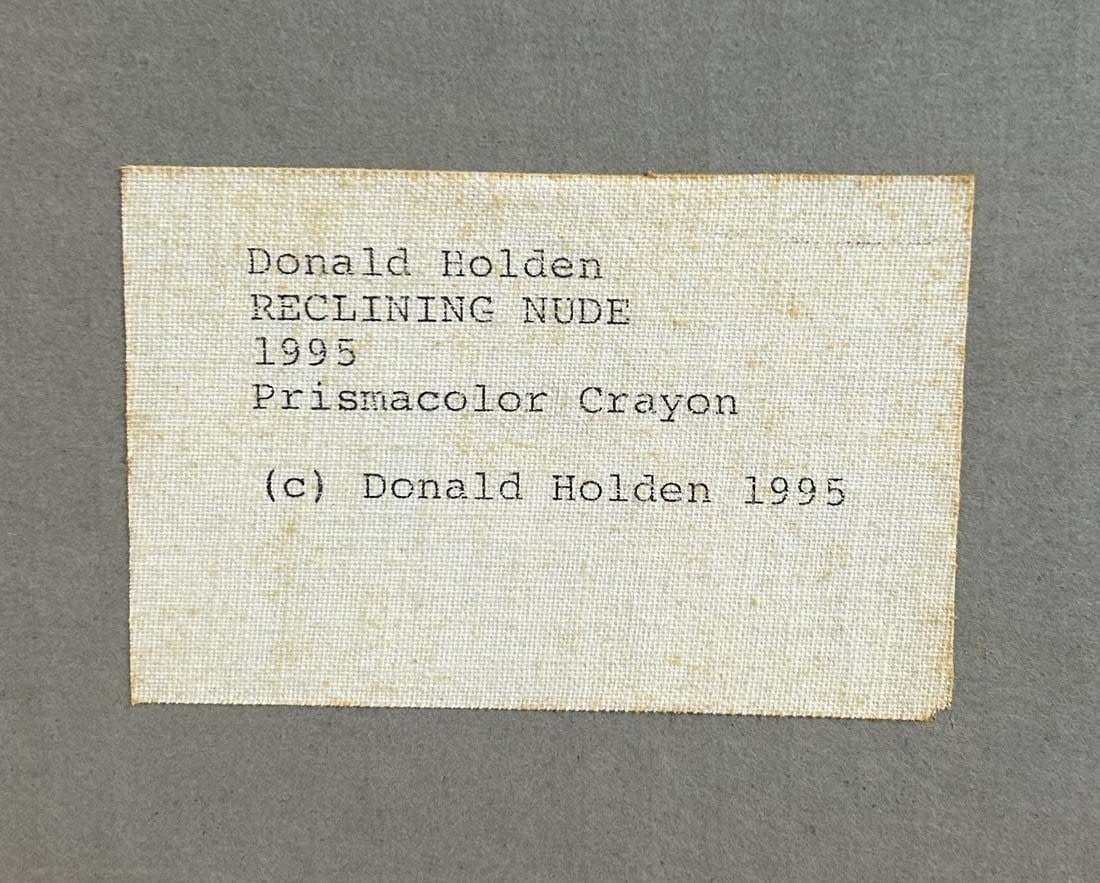 Donald Holden
RECLINING NUDE
1995
Prismacolor Crayon
(c) Donald Holden 1995